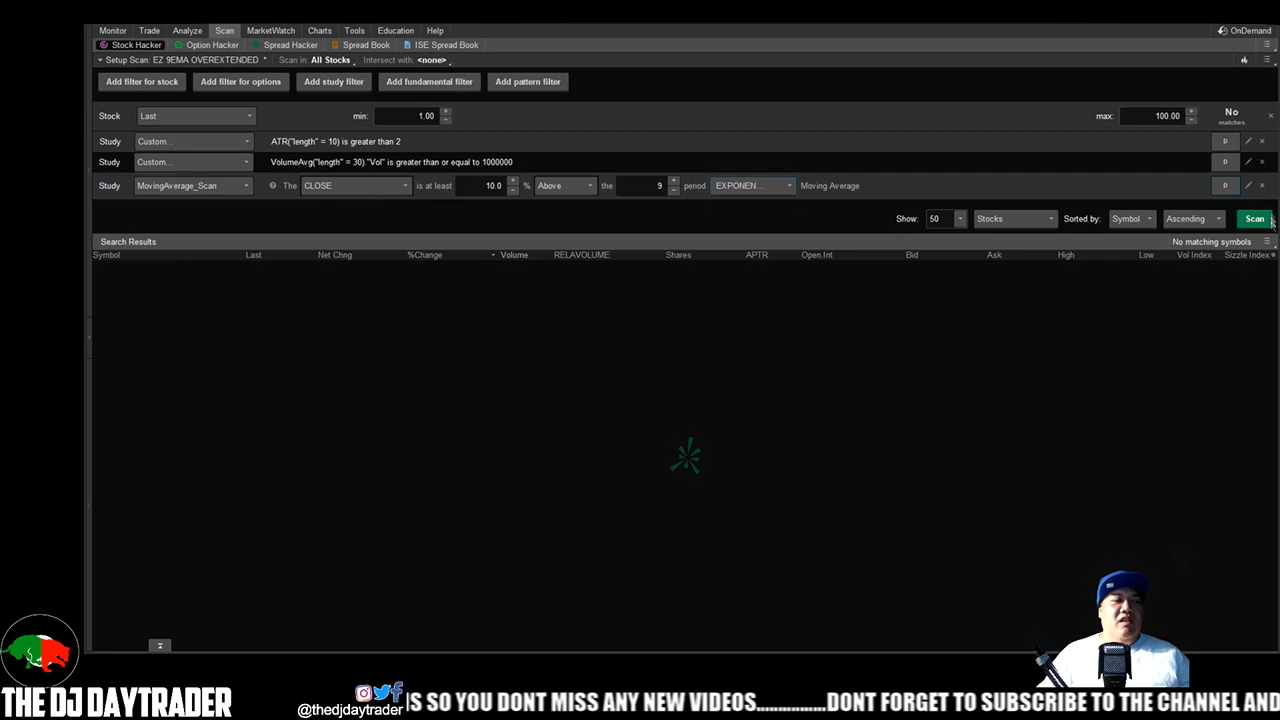 Monitor Trade Analyze Scan MarketWatch Charts Tools Education Help OnDemand
Stock Hacker Option Hacker Spread Hacker Spread Book ISE Spread Book
Setup Scan: EZ 9EMA OVEREXTENDED * Scan in: All Stocks Intersect with: <none>
Add filter for stock Add filter for options Add study filter Add fundamental filter Add pattern filter
Stock Last min: 1.00 max: 100.00 No matches
Study Custom... ATR("length" = 10) is greater than 2 D
Study Custom... VolumeAvg("length" = 30)."Vol" is greater than or equal to 1000000 D
Study MovingAverage_Scan The CLOSE is at least 10.0 % Above the 9 period EXPONEN... Moving Average D
Show: 50 Stocks Sorted by: Symbol Ascending Scan
Search Results No matching symbols
Symbol Last Net Chng %Change Volume RELAVOLUME Shares APTR Open.Int Bid Ask High Low Vol Index Sizzle Index
THE DJ DAYTRADER
@thedjdaytrader
IS SO YOU DONT MISS ANY NEW VIDEOS................DONT FORGET TO SUBSCRIBE TO THE CHANNEL AND